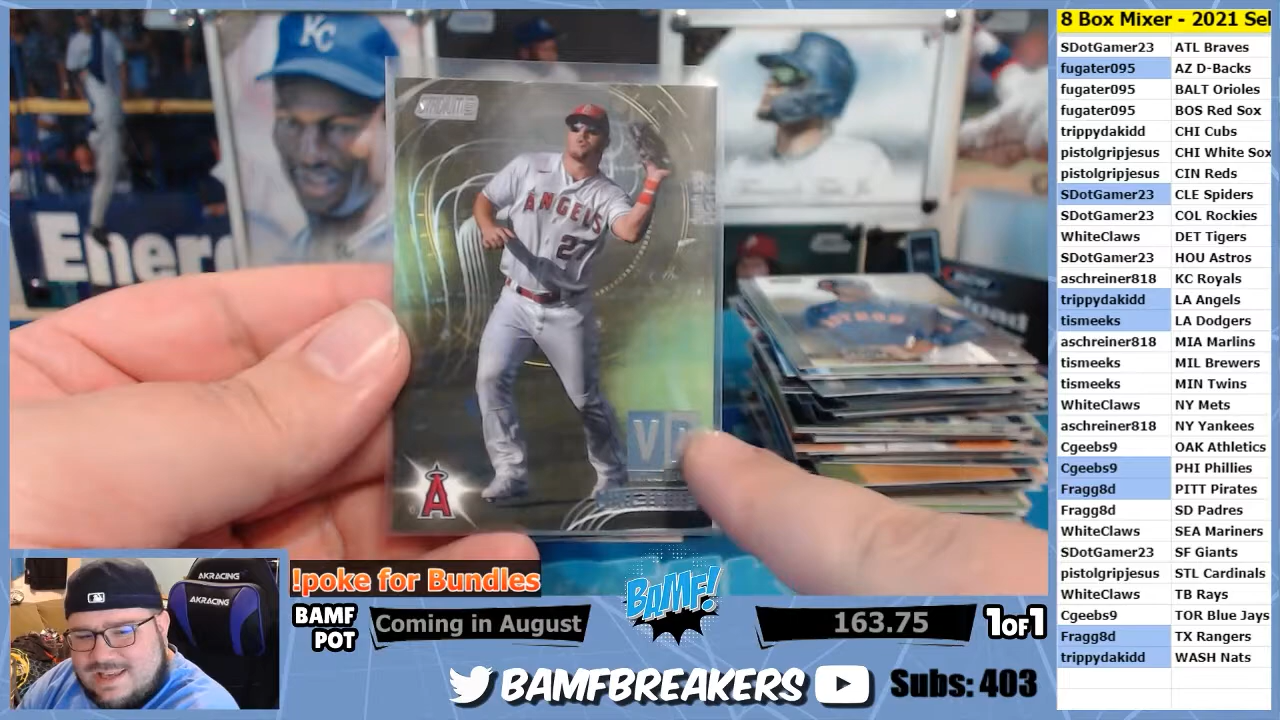 KC
Ener
STADIUM
ANGELS
27
V
A
8 Box Mixer - 2021 Sel
SDotGamer23 ATL Braves
fugater095 AZ D-Backs
fugater095 BALT Orioles
fugater095 BOS Red Sox
trippydakidd CHI Cubs
pistolgripjesus CHI White Sox
pistolgripjesus CIN Reds
SDotGamer23 CLE Spiders
SDotGamer23 COL Rockies
WhiteClaws DET Tigers
SDotGamer23 HOU Astros
aschreiner818 KC Royals
trippydakidd LA Angels
tismeeks LA Dodgers
aschreiner818 MIA Marlins
tismeeks MIL Brewers
tismeeks MIN Twins
WhiteClaws NY Mets
aschreiner818 NY Yankees
Cgeebs9 OAK Athletics
Cgeebs9 PHI Phillies
Fragg8d PITT Pirates
Fragg8d SD Padres
WhiteClaws SEA Mariners
SDotGamer23 SF Giants
pistolgripjesus STL Cardinals
WhiteClaws TB Rays
Cgeebs9 TOR Blue Jays
Fragg8d TX Rangers
trippydakidd WASH Nats
AKRACING
AKRACING
!poke for Bundles
BAMF POT
Coming in August
BAMF!
163.75
1OF1
BAMFBREAKERS
Subs: 403